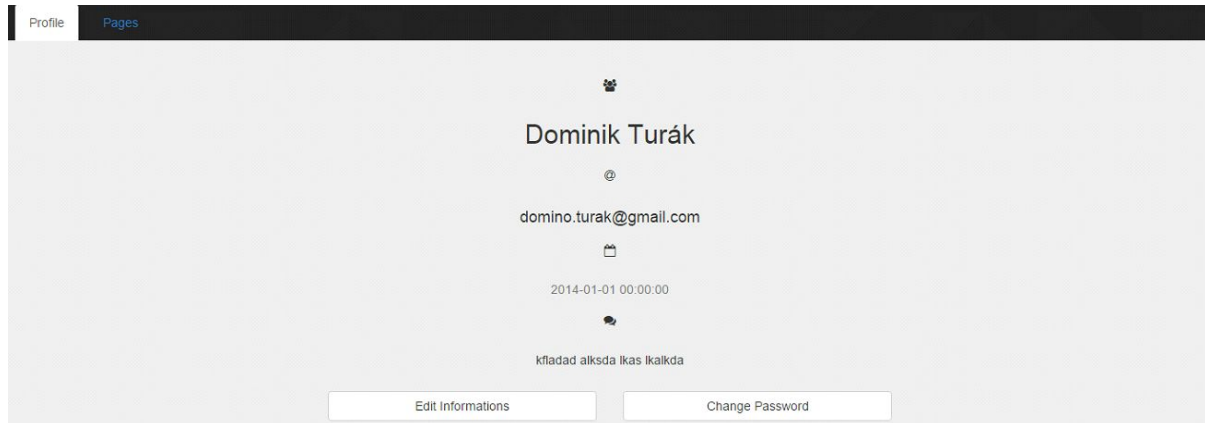 Profile Pages
Dominik Turák
@
domino.turak@gmail.com
2014-01-01 00:00:00
kfladad alksda lkas lkalkda
Edit Informations Change Password